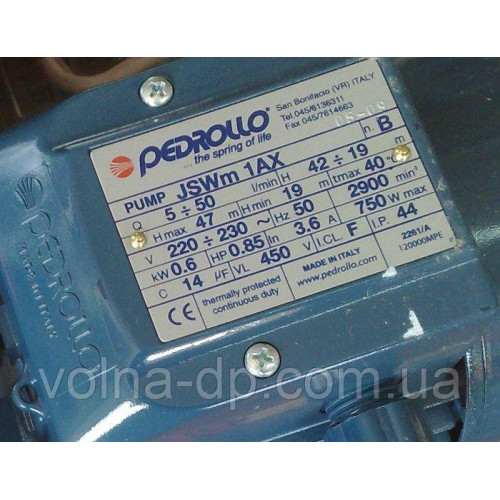 PEDROLLO
... the spring of life
San Bonifacio (VR) ITALY
Tel. 045/6136311
Fax 045/7614663
PUMP JSWm 1AX n. B
Q 5 ÷ 50 l/min H 42 ÷ 19 m
H max 47 m H min 19 m tmax 40 °C
V 220 ÷ 230 ~ Hz 50 2900 min¹
kW 0.6 HP 0.85 In 3.6 A 750 W max
C 14 µF VL 450 V I.CL. F I.P. 44
CE thermally protected
continuous duty
MADE IN ITALY
www.pedrollo.com
2261/A
120000MPE
PEDROLLO
volna-dp.com.ua